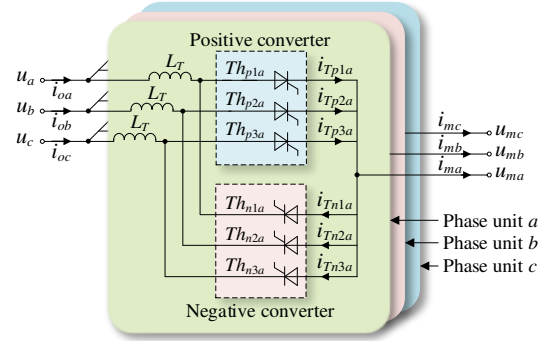 Positive converter
L_T
L_T
L_T
u_a
i_oa
u_b
i_ob
u_c
i_oc
Th_p1a
Th_p2a
Th_p3a
i_Tp1a
i_Tp2a
i_Tp3a
i_mc
u_mc
i_mb
u_mb
i_ma
u_ma
Th_n1a
Th_n2a
Th_n3a
i_Tn1a
i_Tn2a
i_Tn3a
Phase unit a
Phase unit b
Phase unit c
Negative converter